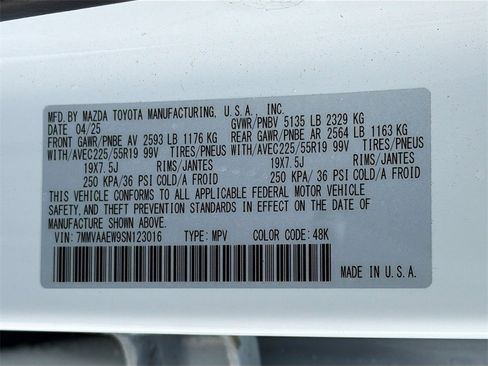 MFD. BY MAZDA TOYOTA MANUFACTURING, U.S.A., INC.
DATE 04/25 GVWR/PNBV 5135 LB 2329 KG
FRONT GAWR/PNBE AV 2593 LB 1176 KG REAR GAWR/PNBE AR 2564 LB 1163 KG
WITH/AVEC225/55R19 99V TIRES/PNEUS WITH/AVEC225/55R19 99V TIRES/PNEUS
19X7.5J RIMS/JANTES 19X7.5J RIMS/JANTES
250 KPA/36 PSI COLD/A FROID 250 KPA/36 PSI COLD/A FROID
THIS VEHICLE CONFORMS TO ALL APPLICABLE FEDERAL MOTOR VEHICLE
SAFETY, AND THEFT PREVENTION STANDARDS IN EFFECT ON THE DATE OF
MANUFACTURE SHOWN ABOVE.
VIN: 7MMVAAEW9SN123016 TYPE: MPV COLOR CODE: 48K
MADE IN U.S.A.